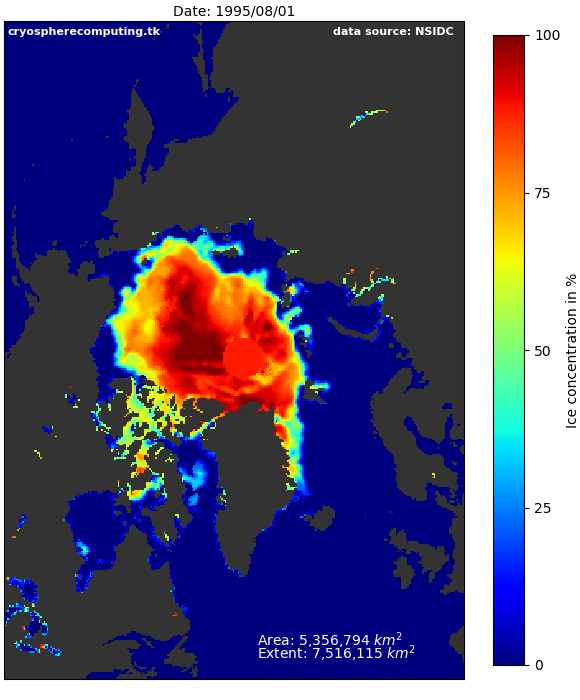 Date: 1995/08/01
cryospherecomputing.tk data source: NSIDC
100
75
50
25
0
Ice concentration in %
Area: 5,356,794 km²
Extent: 7,516,115 km²